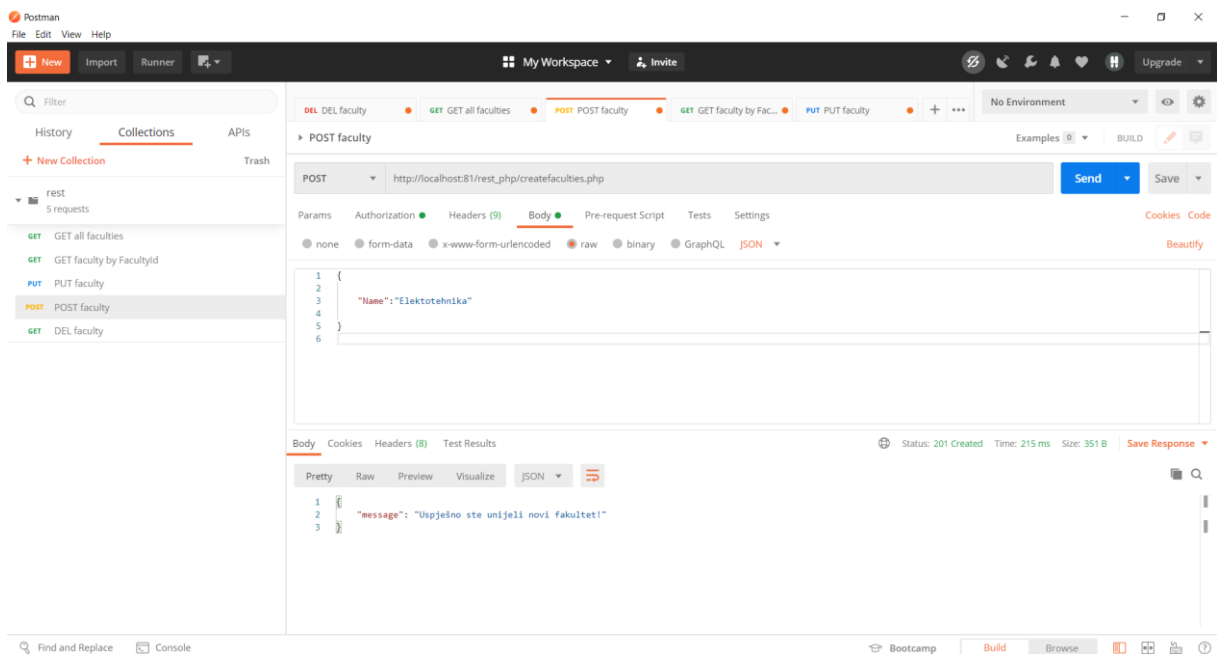 Postman
File Edit View Help
New Import Runner My Workspace Invite Upgrade
Filter
History Collections APIs
+ New Collection Trash
rest
5 requests
GET GET all faculties
GET GET faculty by FacultyId
PUT PUT faculty
POST POST faculty
GET DEL faculty
DEL DEL faculty GET GET all faculties POST POST faculty GET GET faculty by Fac... PUT PUT faculty + ••• No Environment
POST faculty Examples 0 BUILD
POST http://localhost:81/rest_php/createfaculties.php Send Save
Params Authorization Headers (9) Body Pre-request Script Tests Settings Cookies Code
none form-data x-www-form-urlencoded raw binary GraphQL JSON Beautify
1 {
2
3 "Name":"Elektotehnika"
4
5 }
6
Body Cookies Headers (8) Test Results Status: 201 Created Time: 215 ms Size: 351 B Save Response
Pretty Raw Preview Visualize JSON
1 {
2 "message": "Uspješno ste unijeli novi fakultet!"
3 }
Find and Replace Console Bootcamp Build Browse